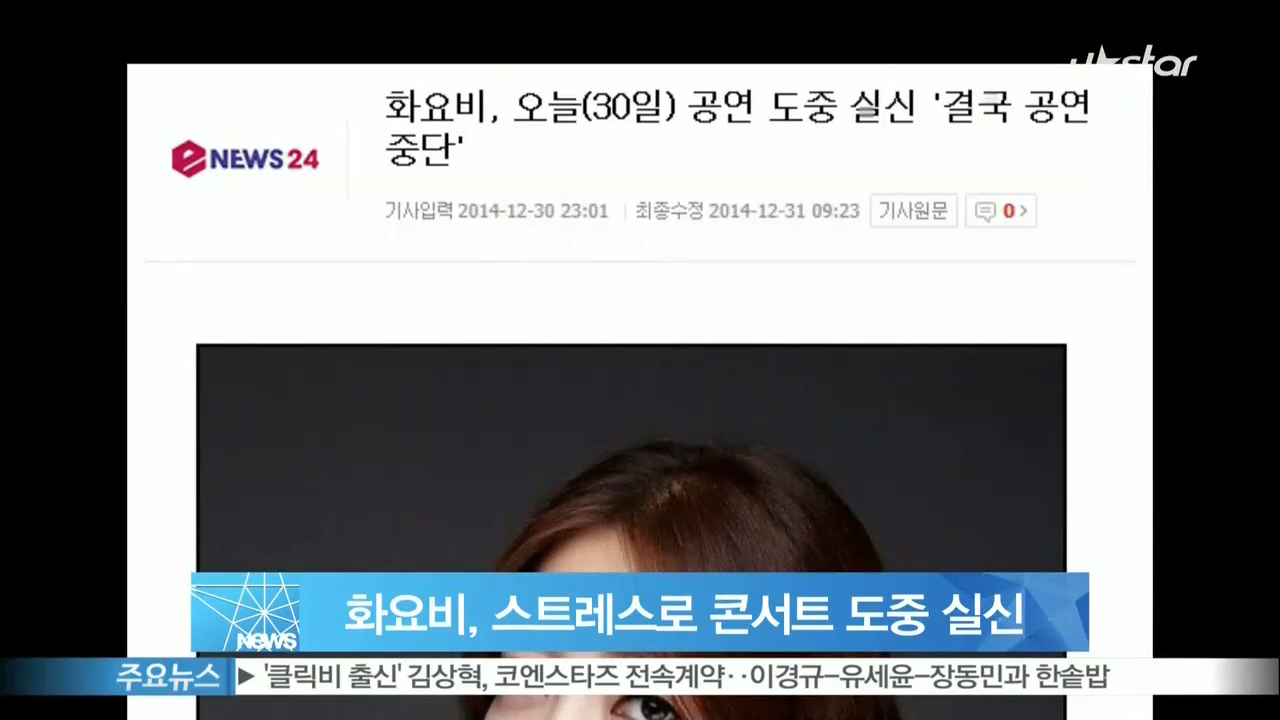 화요비, 오늘(30일) 공연 도중 실신 '결국 공연
중단'
eNEWS24
기사입력 2014-12-30 23:01 최종수정 2014-12-31 09:23 기사원문 0
NEWS
화요비, 스트레스로 콘서트 도중 실신
주요뉴스 ▶ '클릭비 출신' 김상혁, 코엔스타즈 전속계약‥이경규-유세윤-장동민과 한솥밥